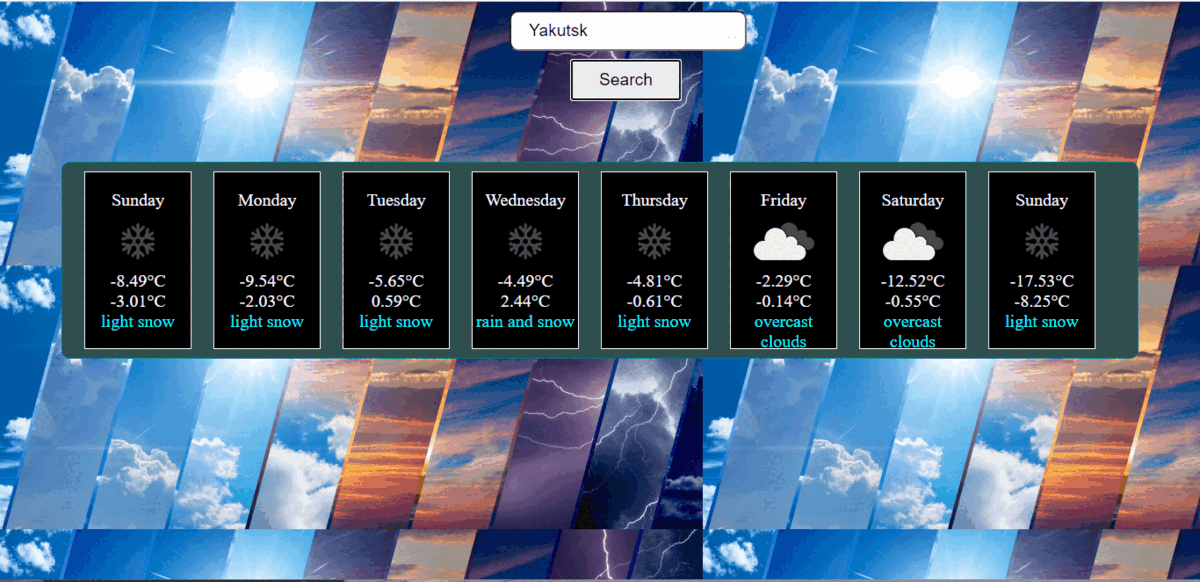 Yakutsk
Search
Sunday
-8.49°C
-3.01°C
light snow
Monday
-9.54°C
-2.03°C
light snow
Tuesday
-5.65°C
0.59°C
light snow
Wednesday
-4.49°C
2.44°C
rain and snow
Thursday
-4.81°C
-0.61°C
light snow
Friday
-2.29°C
-0.14°C
overcast
clouds
Saturday
-12.52°C
-0.55°C
overcast
clouds
Sunday
-17.53°C
-8.25°C
light snow